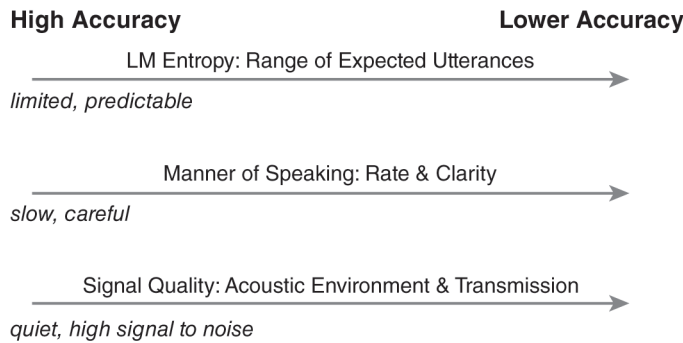 High Accuracy
Lower Accuracy
LM Entropy: Range of Expected Utterances
limited, predictable
Manner of Speaking: Rate & Clarity
slow, careful
Signal Quality: Acoustic Environment & Transmission
quiet, high signal to noise